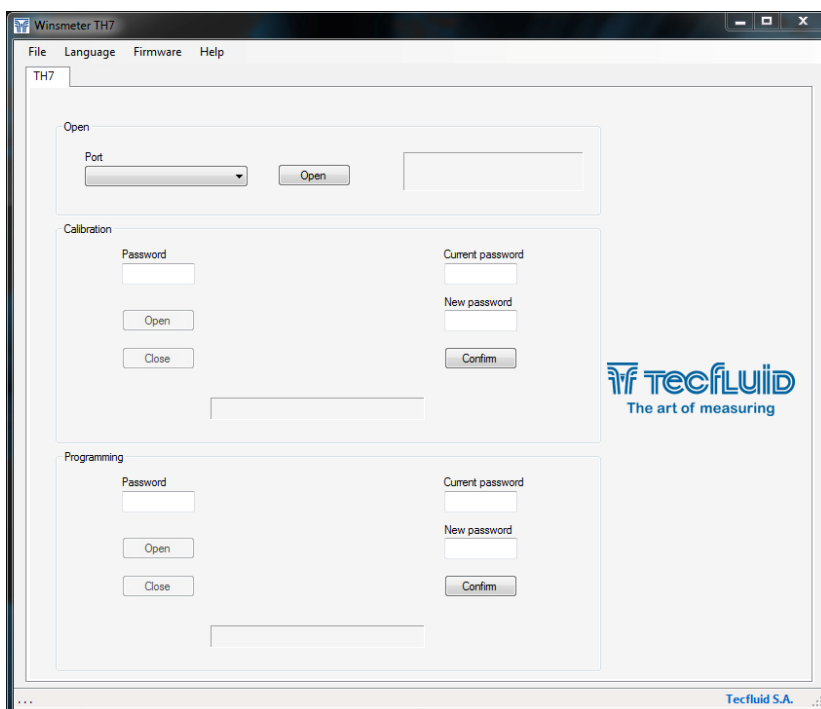 Winsmeter TH7
File Language Firmware Help
TH7
Open
Port
Open
Calibration
Password Current password
New password
Open
Close Confirm
TECFLUID
The art of measuring
Programming
Password Current password
New password
Open
Close Confirm
... Tecfluid S.A.